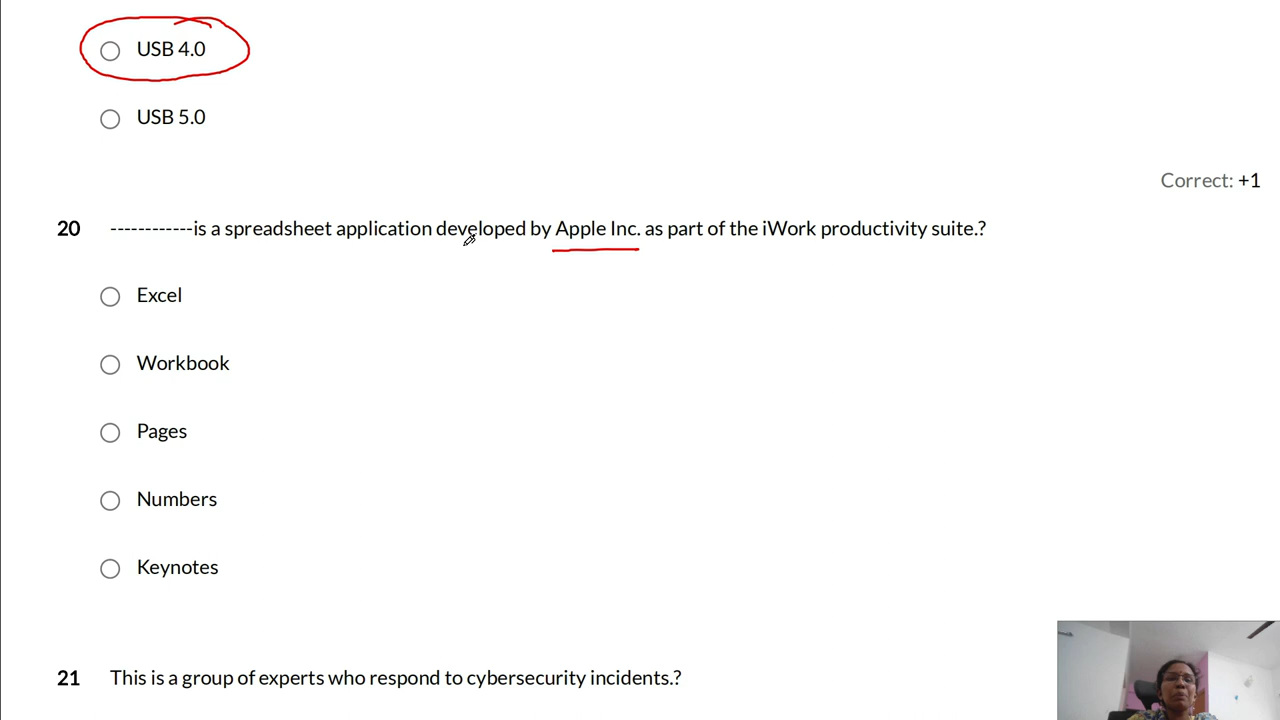 USB 4.0
USB 5.0
Correct: +1
20 ------------is a spreadsheet application developed by Apple Inc. as part of the iWork productivity suite.?
Excel
Workbook
Pages
Numbers
Keynotes
21 This is a group of experts who respond to cybersecurity incidents.?